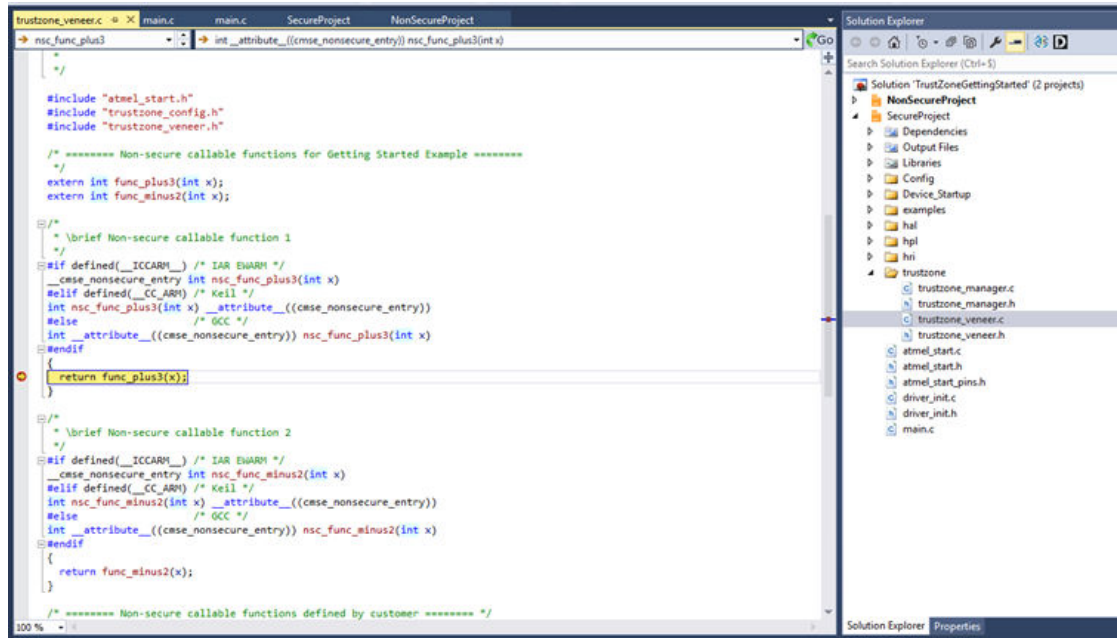 trustzone_veneer.c
main.c
main.c
SecureProject
NonSecureProject
nsc_func_plus3
int __attribute__((cmse_nonsecure_entry)) nsc_func_plus3(int x)
Go
*
*/
#include "atmel_start.h"
#include "trustzone_config.h"
#include "trustzone_veneer.h"
/* ======== Non-secure callable functions for Getting Started Example ========
*/
extern int func_plus3(int x);
extern int func_minus2(int x);
/*
* \brief Non-secure callable function 1
*/
#if defined(__ICCARM__) /* IAR EWARM */
__cmse_nonsecure_entry int nsc_func_plus3(int x)
#elif defined(__CC_ARM) /* Keil */
int nsc_func_plus3(int x) __attribute__((cmse_nonsecure_entry))
#else /* GCC */
int __attribute__((cmse_nonsecure_entry)) nsc_func_plus3(int x)
#endif
{
return func_plus3(x);
}
/*
* \brief Non-secure callable function 2
*/
#if defined(__ICCARM__) /* IAR EWARM */
__cmse_nonsecure_entry int nsc_func_minus2(int x)
#elif defined(__CC_ARM) /* Keil */
int nsc_func_minus2(int x) __attribute__((cmse_nonsecure_entry))
#else /* GCC */
int __attribute__((cmse_nonsecure_entry)) nsc_func_minus2(int x)
#endif
{
return func_minus2(x);
}
/* ======== Non-secure callable functions defined by customer ======== */
100 %
Solution Explorer
Search Solution Explorer (Ctrl+$)
Solution 'TrustZoneGettingStarted' (2 projects)
NonSecureProject
SecureProject
Dependencies
Output Files
Libraries
Config
Device_Startup
examples
hal
hpl
hri
trustzone
trustzone_manager.c
trustzone_manager.h
trustzone_veneer.c
trustzone_veneer.h
atmel_start.c
atmel_start.h
atmel_start_pins.h
driver_init.c
driver_init.h
main.c
Solution Explorer
Properties